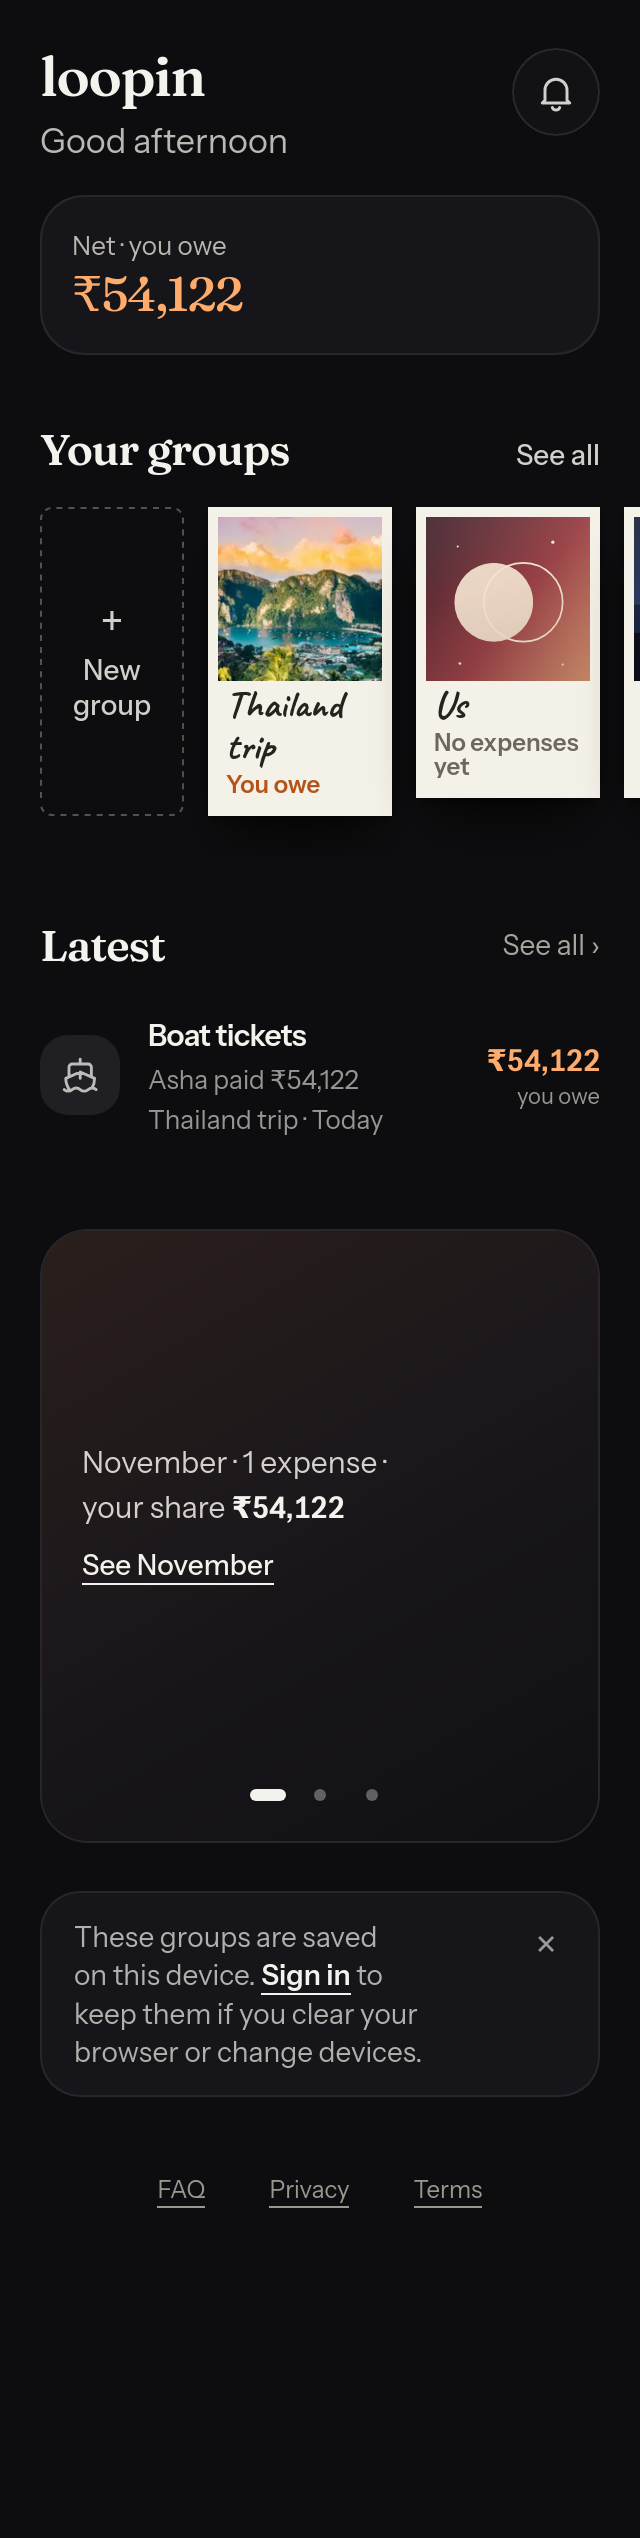 loopin
Good afternoon
Net · you owe
₹54,122
Your groups
See all
+
New
group
Thailand
trip
You owe
Us
No expenses
yet
Latest
See all ›
Boat tickets
Asha paid ₹54,122
Thailand trip · Today
₹54,122
you owe
November · 1 expense ·
your share ₹54,122
See November
These groups are saved
on this device. Sign in to
keep them if you clear your
browser or change devices.
×
FAQ
Privacy
Terms